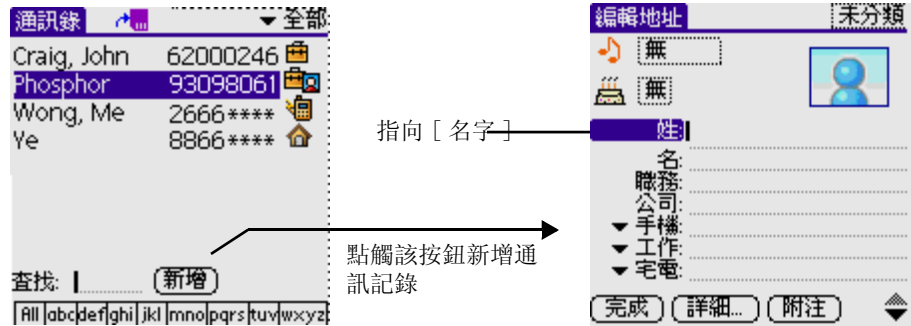 通訊錄 全部
Craig, John 62000246
Phosphor 93098061
Wong, Me 2666****
Ye 8866****
查找: 新增
All abc def ghi jkl mno pqrs tuv wxyz
指向 [ 名字 ]
點觸該按鈕新增通
訊記錄
編輯地址 未分類
無
無
姓:
名:
職務:
公司:
手機:
工作:
宅電:
完成 詳細... 附注